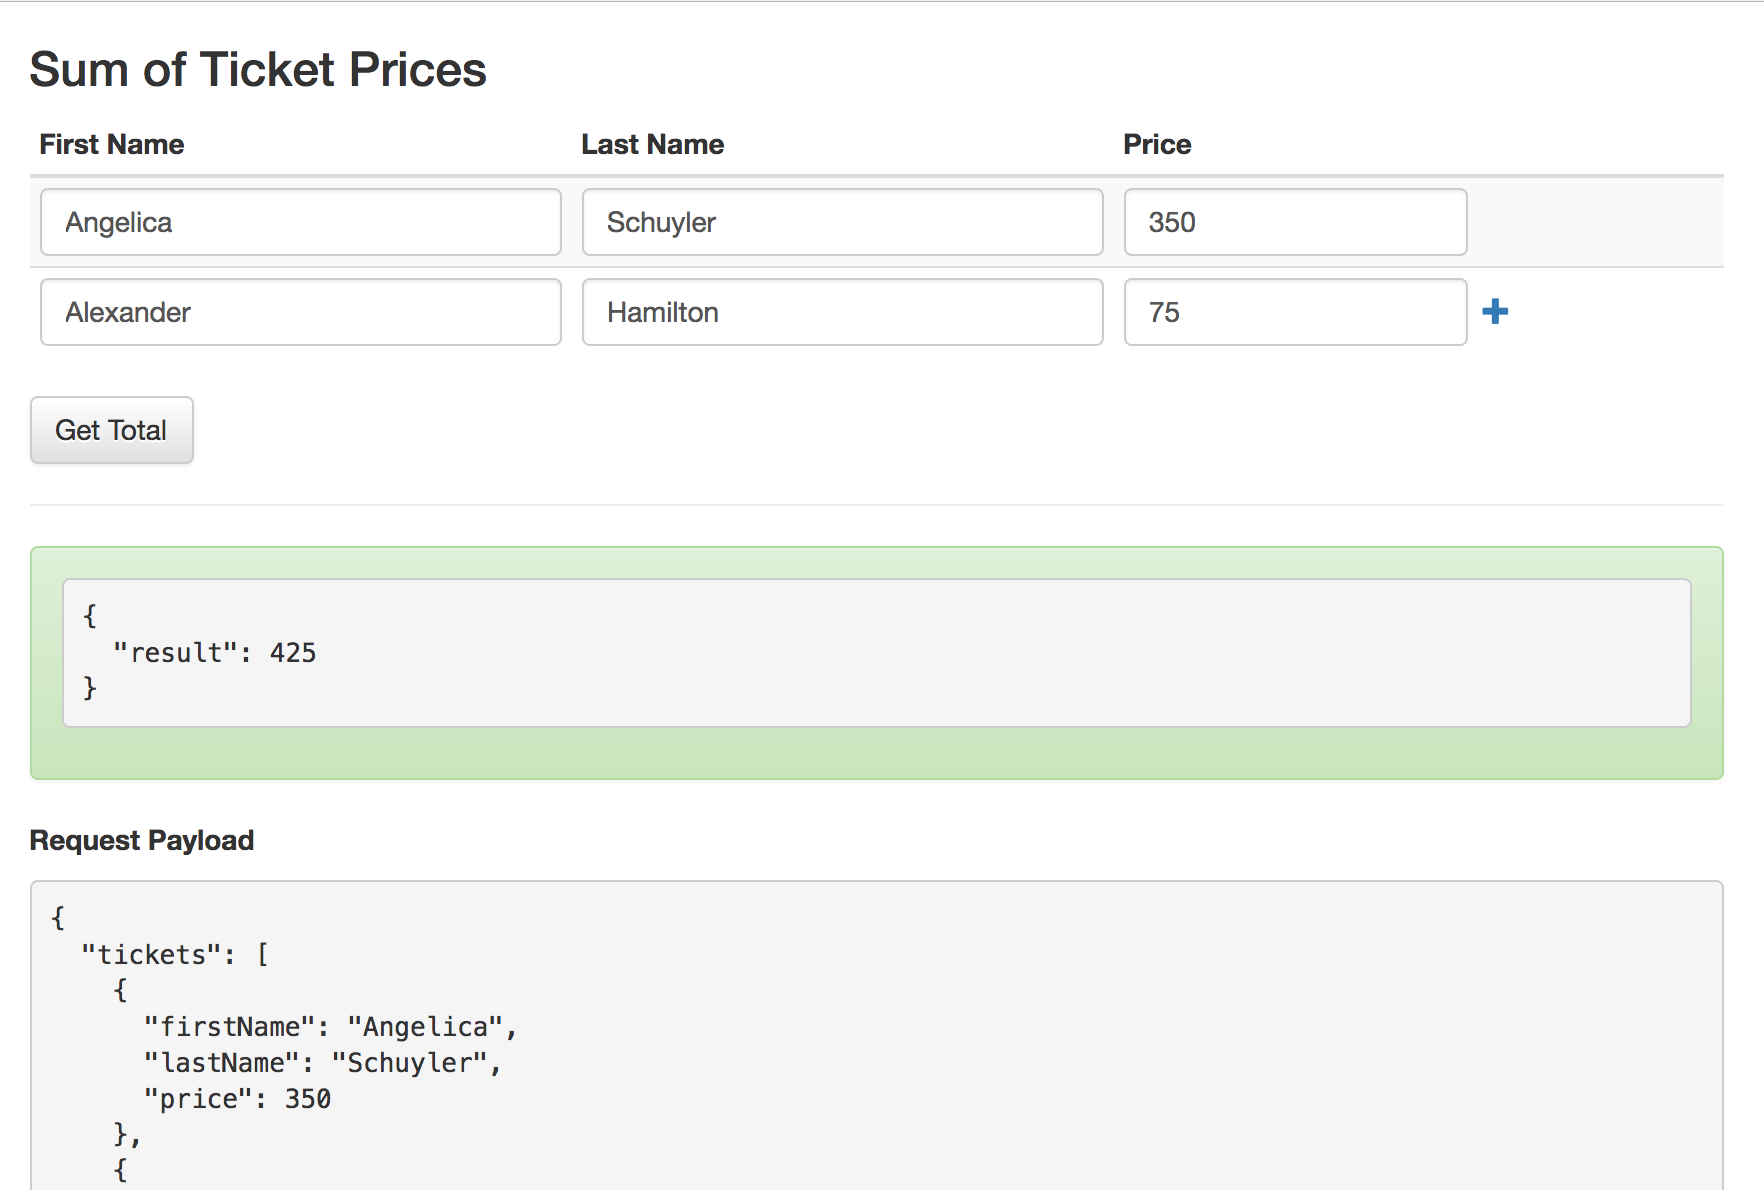 Sum of Ticket Prices
First Name Last Name Price
Angelica Schuyler 350
Alexander Hamilton 75
Get Total
{
"result": 425
}
Request Payload
{
"tickets": [
{
"firstName": "Angelica",
"lastName": "Schuyler",
"price": 350
},
{